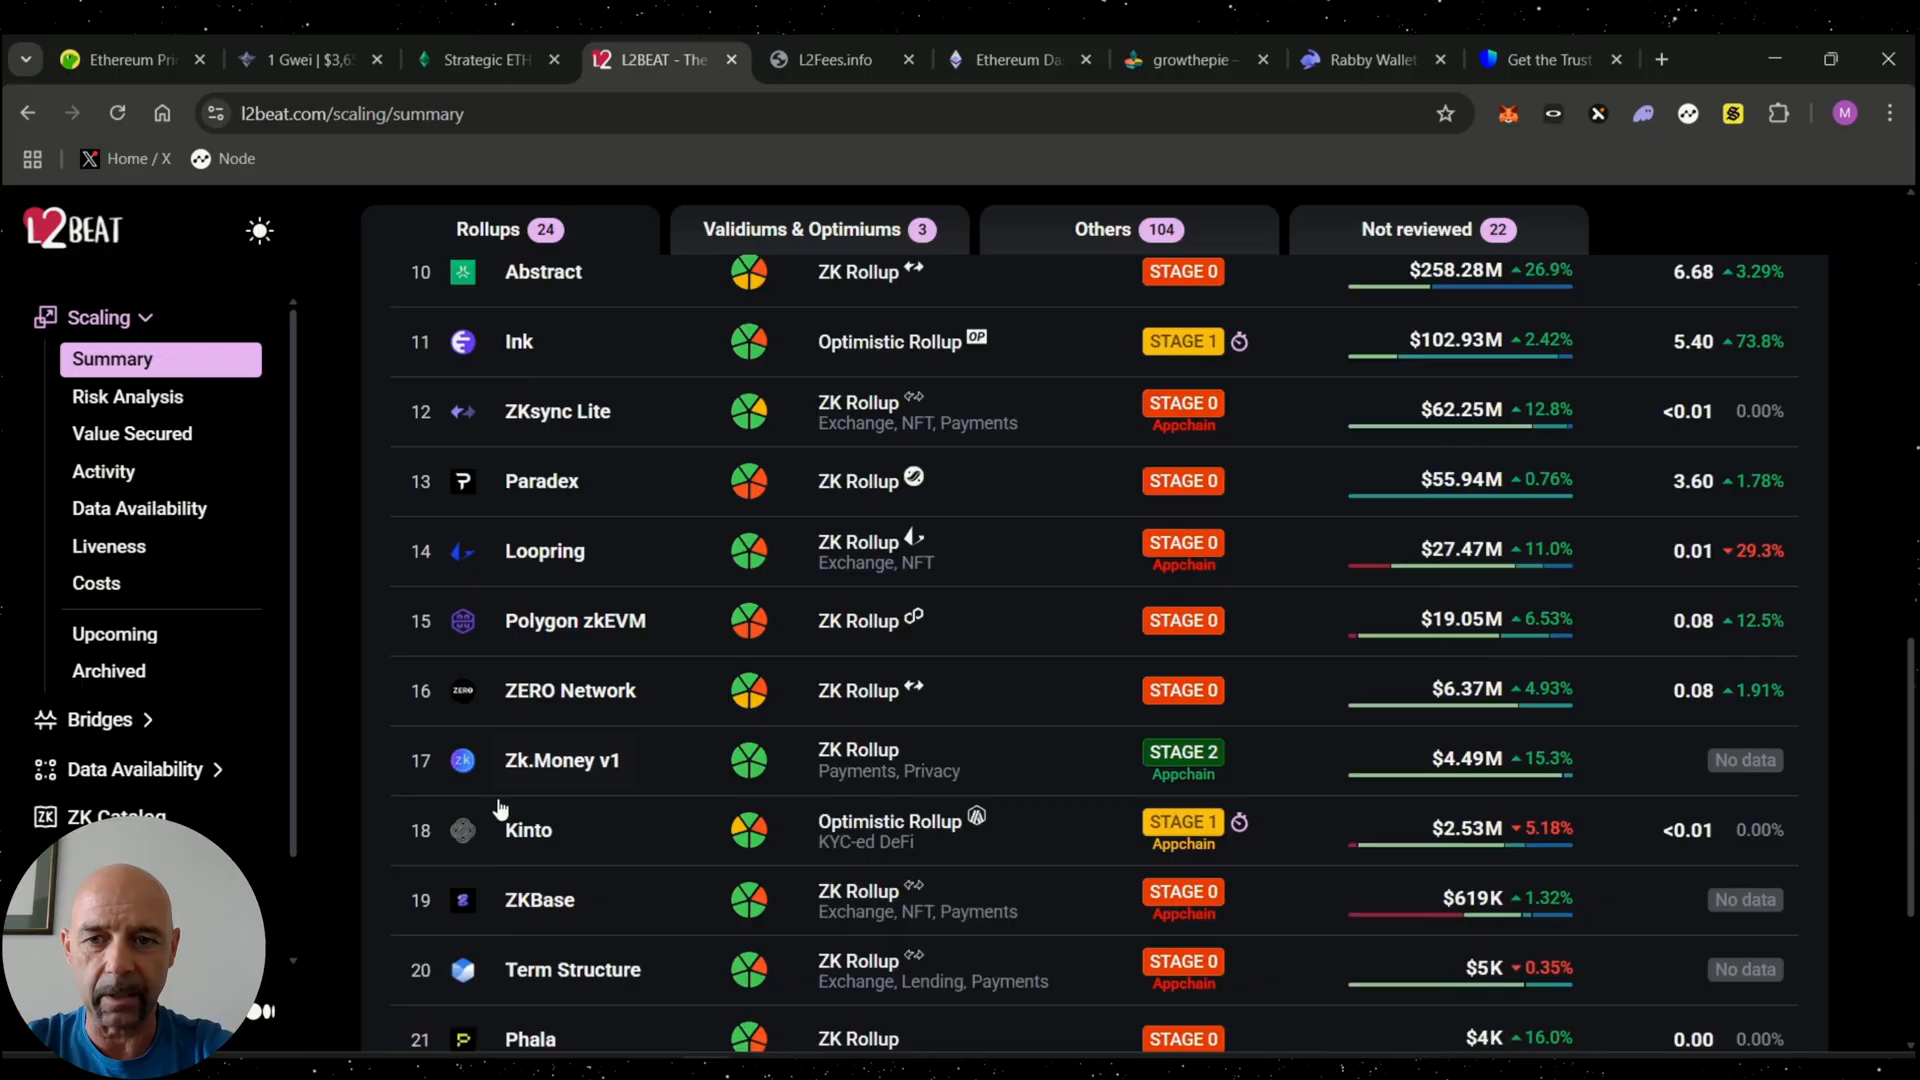 Ethereum Pri
1 Gwei | $3,6
Strategic ETH
L2BEAT - The
L2Fees.info
Ethereum Da
growthepie -
Rabby Wallet
Get the Trust
l2beat.com/scaling/summary
M
Home / X
Node
L2BEAT
Scaling
Summary
Risk Analysis
Value Secured
Activity
Data Availability
Liveness
Costs
Upcoming
Archived
Bridges
Data Availability
ZK Catalog
Rollups 24
Validiums & Optimiums 3
Others 104
Not reviewed 22
10 Abstract ZK Rollup STAGE 0 $258.28M 26.9% 6.68 3.29%
11 Ink Optimistic Rollup OP STAGE 1 $102.93M 2.42% 5.40 73.8%
12 ZKsync Lite ZK Rollup STAGE 0 $62.25M 12.8% <0.01 0.00%
Exchange, NFT, Payments Appchain
13 Paradex ZK Rollup STAGE 0 $55.94M 0.76% 3.60 1.78%
14 Loopring ZK Rollup STAGE 0 $27.47M 11.0% 0.01 29.3%
Exchange, NFT Appchain
15 Polygon zkEVM ZK Rollup STAGE 0 $19.05M 6.53% 0.08 12.5%
16 ZERO ZERO Network ZK Rollup STAGE 0 $6.37M 4.93% 0.08 1.91%
17 zk Zk.Money v1 ZK Rollup STAGE 2 $4.49M 15.3% No data
Payments, Privacy Appchain
18 Kinto Optimistic Rollup STAGE 1 $2.53M 5.18% <0.01 0.00%
KYC-ed DeFi Appchain
19 ZKBase ZK Rollup STAGE 0 $619K 1.32% No data
Exchange, NFT, Payments Appchain
20 Term Structure ZK Rollup STAGE 0 $5K 0.35% No data
Exchange, Lending, Payments Appchain
21 Phala ZK Rollup STAGE 0 $4K 16.0% 0.00 0.00%